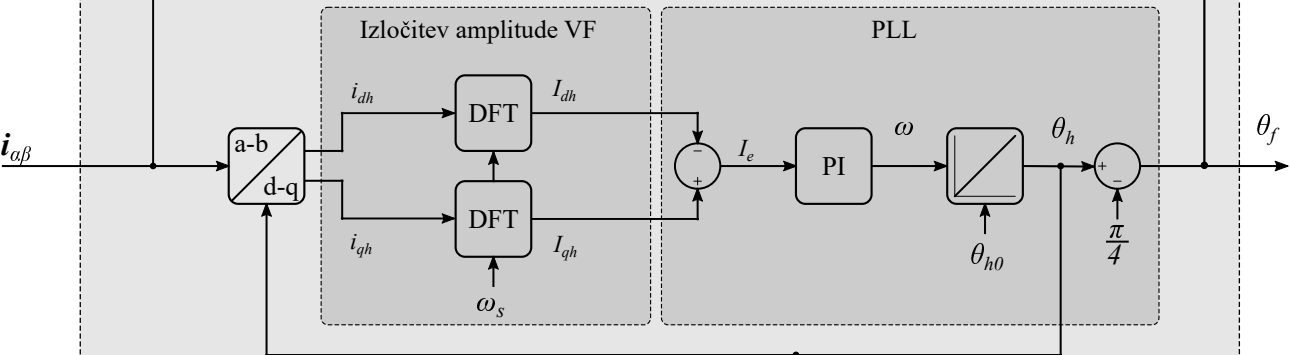 Izločitev amplitude VF
PLL
i_dh
I_dh
DFT
i_αβ
a-b
d-q
−
+
I_e
PI
ω
θ_h
+
−
θ_f
DFT
i_qh
I_qh
ω_s
θ_h0
π
4